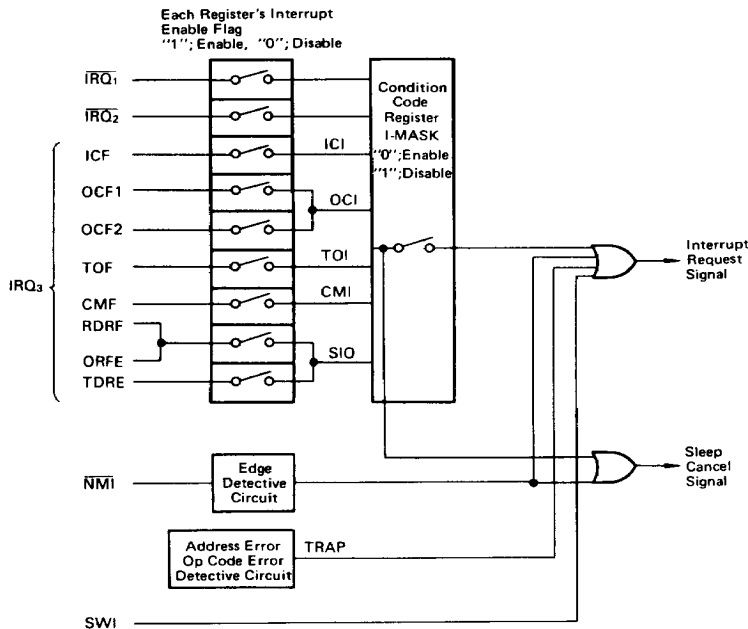 Each Register's Interrupt
Enable Flag
"1"; Enable, "0"; Disable
IRQ1
IRQ2
ICF
OCF1
OCF2
TOF
CMF
RDRF
ORFE
TDRE
IRQ3
ICI
OCI
TOI
CMI
SIO
Condition
Code
Register
I-MASK
"0";Enable
"1";Disable
Interrupt
Request
Signal
Sleep
Cancel
Signal
NMI
Edge
Detective
Circuit
Address Error
Op Code Error
Detective Circuit
TRAP
SWI